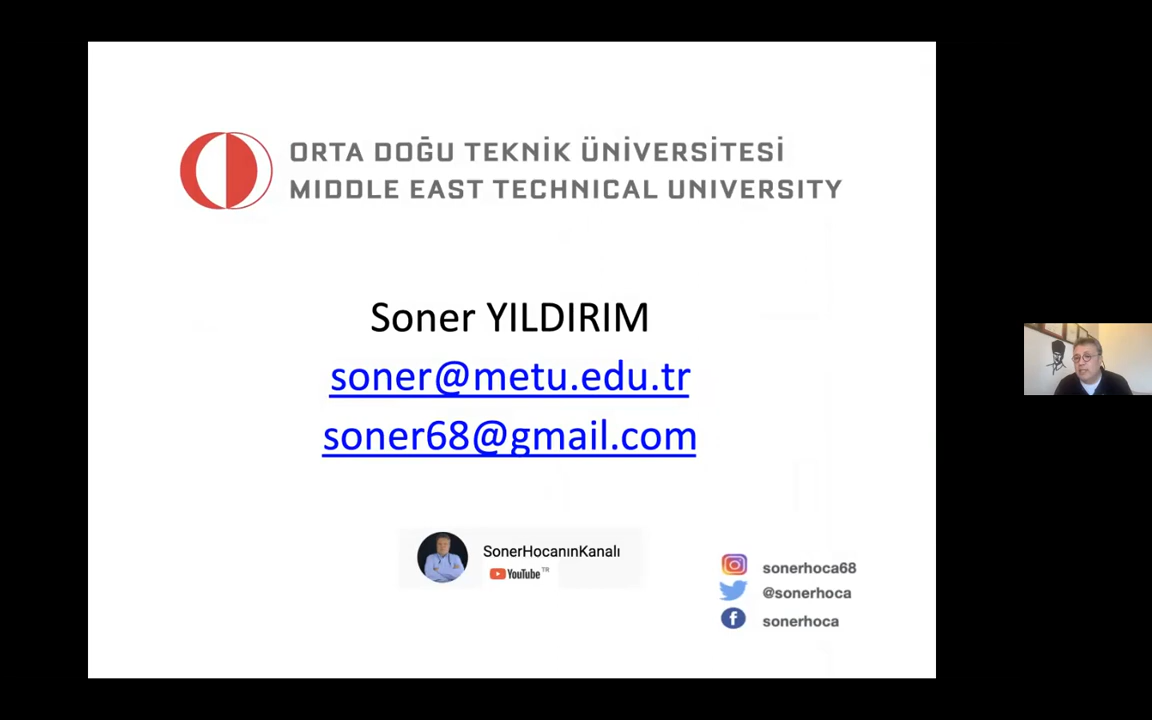 ORTA DOĞU TEKNİK ÜNİVERSİTESİ
MIDDLE EAST TECHNICAL UNIVERSITY
Soner YILDIRIM
soner@metu.edu.tr
soner68@gmail.com
SonerHocanınKanalı
YouTube TR
sonerhoca68
@sonerhoca
sonerhoca